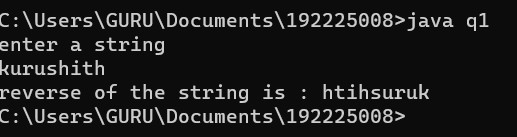 C:\Users\GURU\Documents\192225008>java q1
enter a string
kurushith
reverse of the string is : htihsuruk
C:\Users\GURU\Documents\192225008>